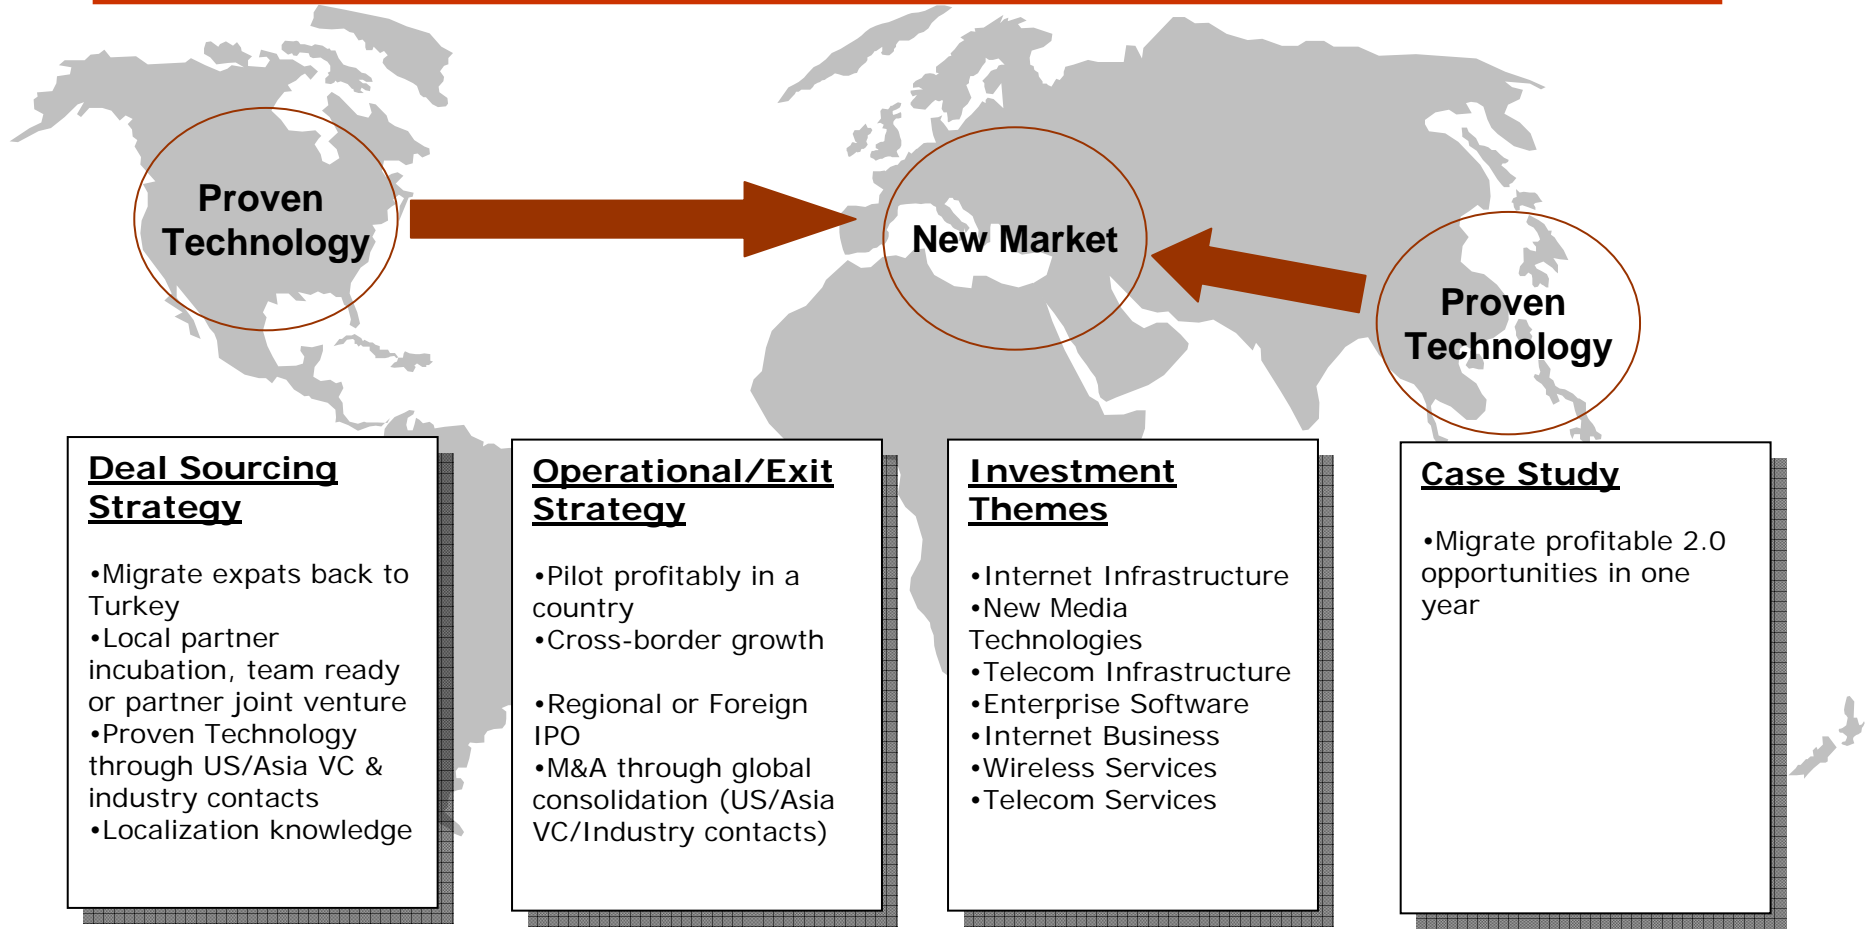 Proven
Technology
New Market
Proven
Technology
Deal Sourcing
Strategy
•Migrate expats back to
Turkey
•Local partner
incubation, team ready
or partner joint venture
•Proven Technology
through US/Asia VC &
industry contacts
•Localization knowledge
Operational/Exit
Strategy
•Pilot profitably in a
country
•Cross-border growth
•Regional or Foreign
IPO
•M&A through global
consolidation (US/Asia
VC/Industry contacts)
Investment
Themes
•Internet Infrastructure
•New Media
Technologies
•Telecom Infrastructure
•Enterprise Software
•Internet Business
•Wireless Services
•Telecom Services
Case Study
•Migrate profitable 2.0
opportunities in one
year